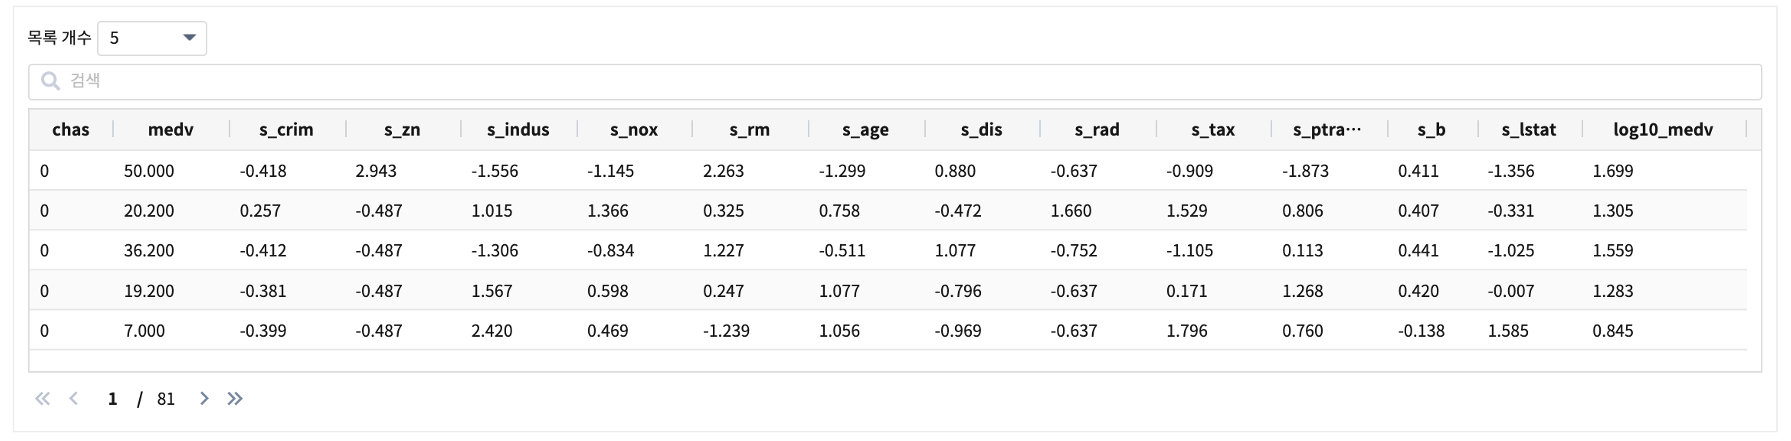 목록 개수 5
검색
chas medv s_crim s_zn s_indus s_nox s_rm s_age s_dis s_rad s_tax s_ptra··· s_b s_lstat log10_medv
0 50.000 -0.418 2.943 -1.556 -1.145 2.263 -1.299 0.880 -0.637 -0.909 -1.873 0.411 -1.356 1.699
0 20.200 0.257 -0.487 1.015 1.366 0.325 0.758 -0.472 1.660 1.529 0.806 0.407 -0.331 1.305
0 36.200 -0.412 -0.487 -1.306 -0.834 1.227 -0.511 1.077 -0.752 -1.105 0.113 0.441 -1.025 1.559
0 19.200 -0.381 -0.487 1.567 0.598 0.247 1.077 -0.796 -0.637 0.171 1.268 0.420 -0.007 1.283
0 7.000 -0.399 -0.487 2.420 0.469 -1.239 1.056 -0.969 -0.637 1.796 0.760 -0.138 1.585 0.845
1 / 81